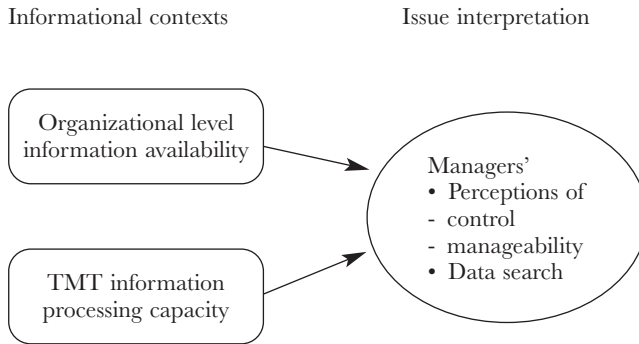 Informational contexts
Issue interpretation
Organizational level
information availability
TMT information
processing capacity
Managers’
• Perceptions of
- control
- manageability
• Data search